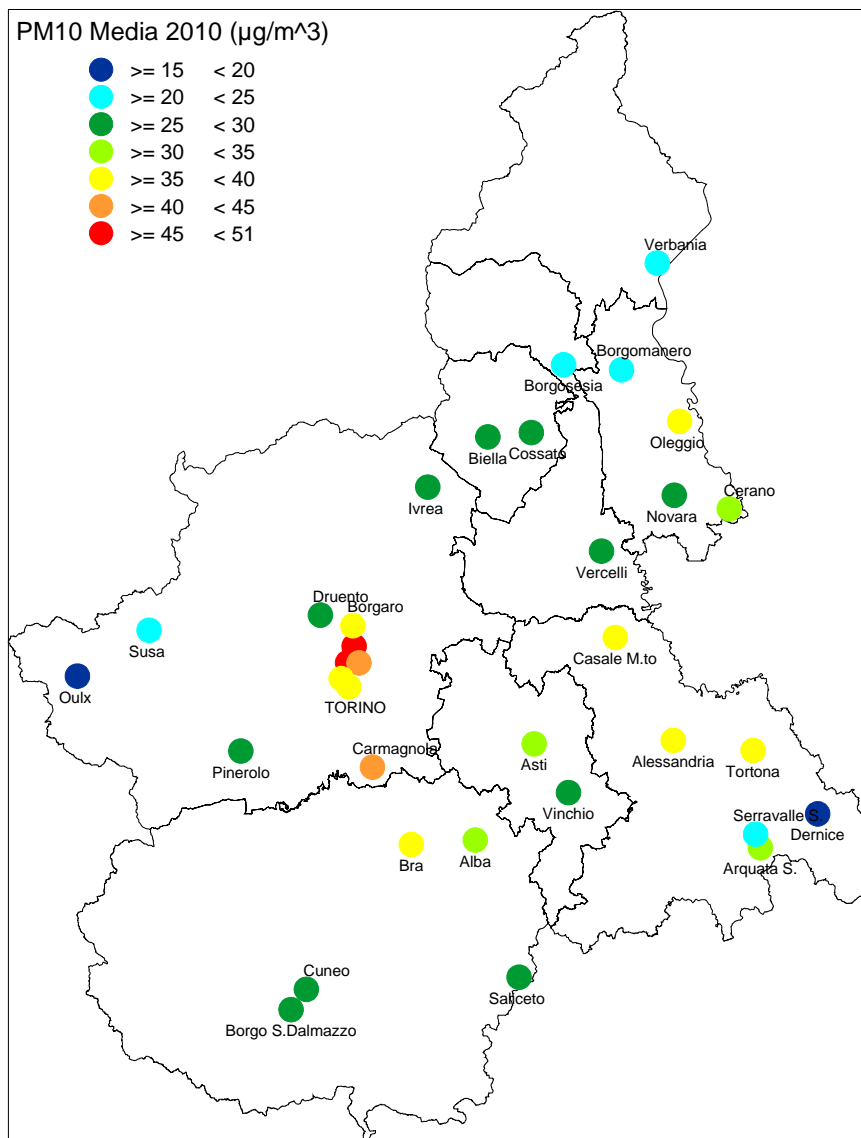 PM10 Media 2010 (µg/m^3)
>= 15 < 20
>= 20 < 25
>= 25 < 30
>= 30 < 35
>= 35 < 40
>= 40 < 45
>= 45 < 51
Verbania
Borgomanero
Borgosesia
Oleggio
Biella
Cossato
Ivrea
Cerano
Novara
Vercelli
Druento
Borgaro
Susa
Casale M.to
Oulx
TORINO
Carmagnola
Pinerolo
Asti
Alessandria
Tortona
Vinchio
Serravalle S.
Dernice
Bra
Alba
Arquata S.
Cuneo
Saliceto
Borgo S.Dalmazzo